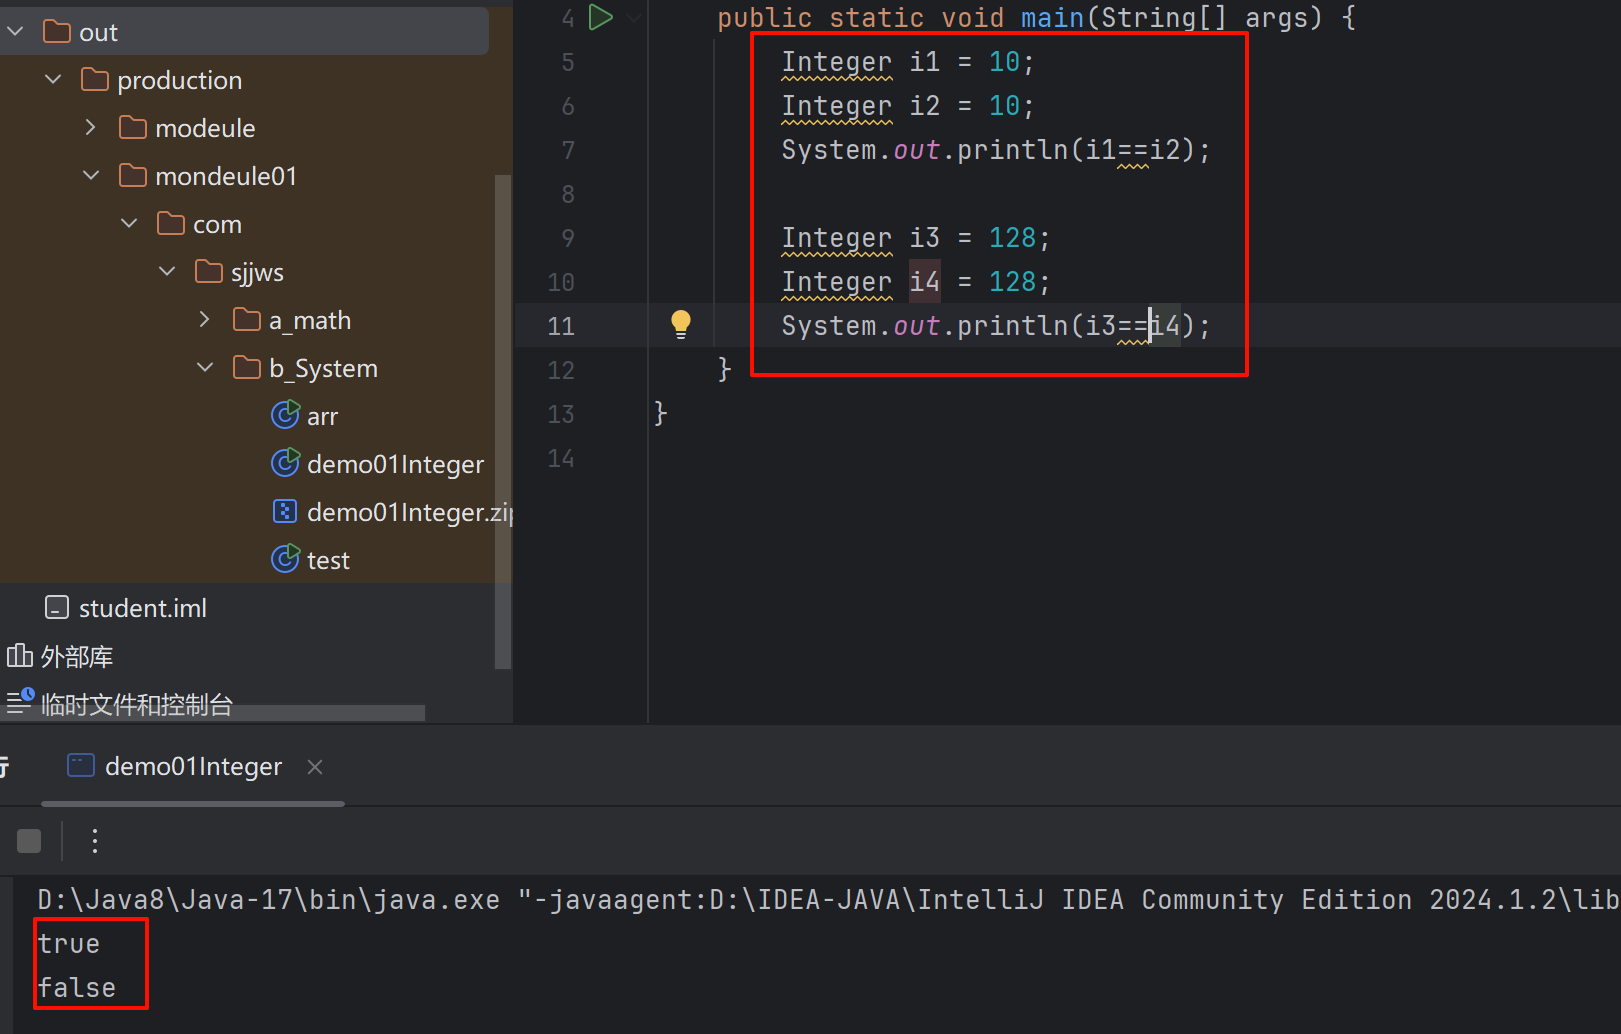 out
production
modeule
mondeule01
com
sjjws
a_math
b_System
arr
demo01Integer
demo01Integer.zip
test
student.iml
外部库
临时文件和控制台
4 public static void main(String[] args) {
5 Integer i1 = 10;
6 Integer i2 = 10;
7 System.out.println(i1==i2);
8
9 Integer i3 = 128;
10 Integer i4 = 128;
11 System.out.println(i3==i4);
12 }
13 }
14
demo01Integer
D:\Java8\Java-17\bin\java.exe "-javaagent:D:\IDEA-JAVA\IntelliJ IDEA Community Edition 2024.1.2\lib
true
false